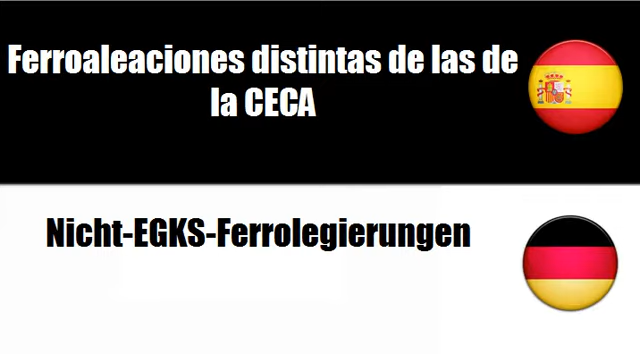 Ferroaleaciones distintas de las de
la CECA
Nicht-EGKS-Ferrolegierungen